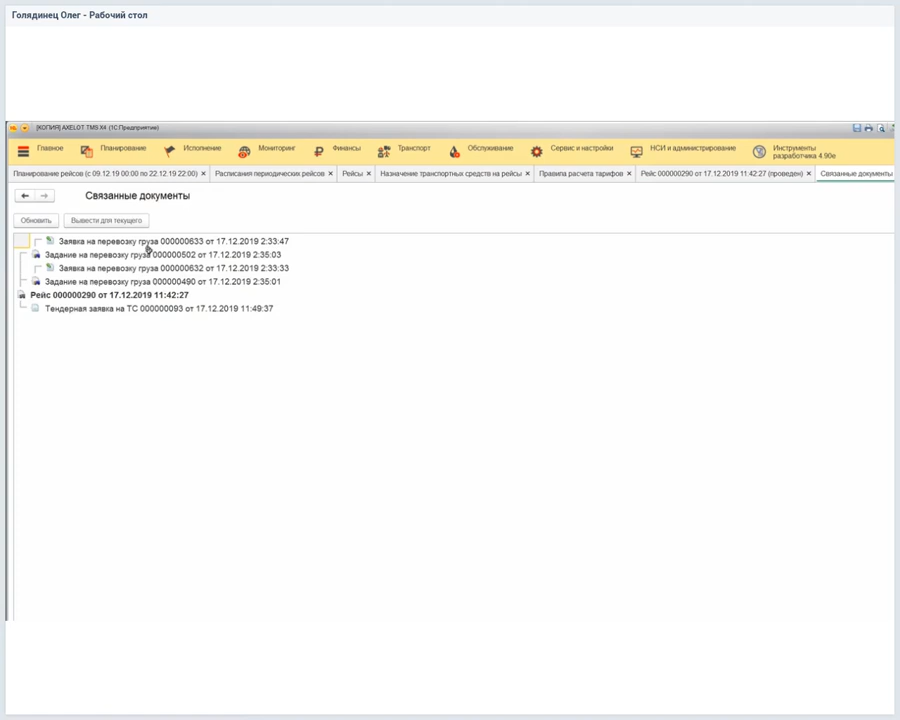 Голядинец Олег - Рабочий стол
[КОПИЯ] AXELOT TMS X4 (1С:Предприятие)
Главное
Планирование
Исполнение
Мониторинг
Финансы
Транспорт
Обслуживание
Сервис и настройки
НСИ и администрирование
Инструменты
разработчика 4.90e
Планирование рейсов (с 09.12.19 00:00 по 22.12.19 22:00) ×
Расписания периодических рейсов ×
Рейсы ×
Назначение транспортных средств на рейсы ×
Правила расчета тарифов ×
Рейс 000000290 от 17.12.2019 11:42:27 (проведен) ×
Связанные документы
Связанные документы
Обновить
Вывести для текущего
Заявка на перевозку груза 000000633 от 17.12.2019 2:33:47
Задание на перевозку груза 000000502 от 17.12.2019 2:35:03
Заявка на перевозку груза 000000632 от 17.12.2019 2:33:33
Задание на перевозку груза 000000490 от 17.12.2019 2:35:01
Рейс 000000290 от 17.12.2019 11:42:27
Тендерная заявка на ТС 000000093 от 17.12.2019 11:49:37